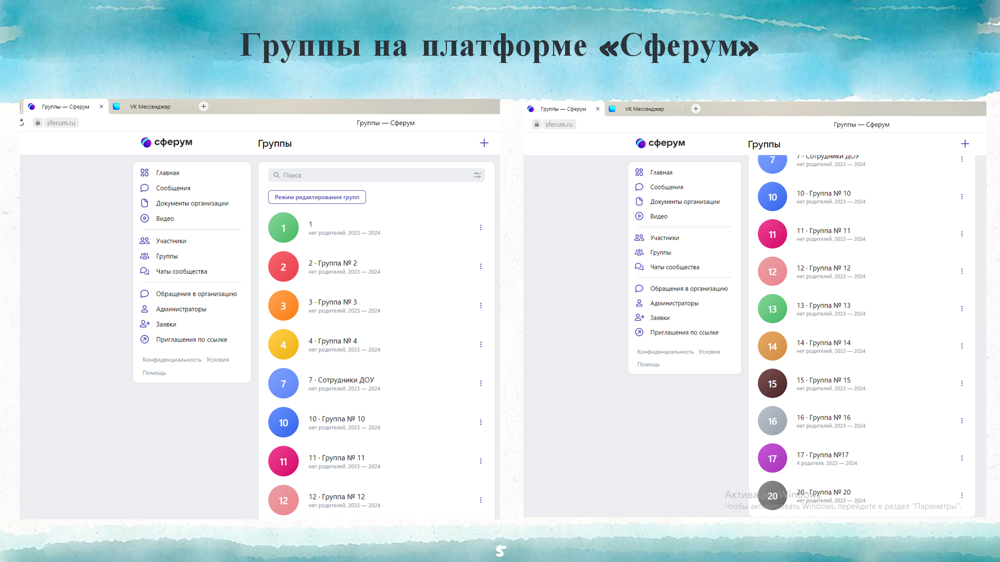 Группы на платформе «Сферум»
Группы — Сферум
VK Мессенджер
sferum.ru
Группы — Сферум
сферум
Группы
Главная
Сообщения
Документы организации
Видео
Участники
Группы
Чаты сообщества
Обращения в организацию
Администраторы
Заявки
Приглашения по ссылке
Конфиденциальность Условия
Помощь
Поиск
Режим редактирования групп
1
1
нет родителей, 2023 — 2024
2
2 · Группа № 2
нет родителей, 2023 — 2024
3
3 · Группа № 3
нет родителей, 2023 — 2024
4
4 · Группа № 4
нет родителей, 2023 — 2024
7
7 · Сотрудники ДОУ
нет родителей, 2023 — 2024
10
10 · Группа № 10
нет родителей, 2023 — 2024
11
11 · Группа № 11
нет родителей, 2023 — 2024
12
12 · Группа № 12
нет родителей, 2023 — 2024
Группы — Сферум
VK Мессенджер
sferum.ru
Группы — Сферум
сферум
Группы
Главная
Сообщения
Документы организации
Видео
Участники
Группы
Чаты сообщества
Обращения в организацию
Администраторы
Заявки
Приглашения по ссылке
Конфиденциальность Условия
Помощь
7
7 · Сотрудники ДОУ
нет родителей, 2023 — 2024
10
10 · Группа № 10
нет родителей, 2023 — 2024
11
11 · Группа № 11
нет родителей, 2023 — 2024
12
12 · Группа № 12
нет родителей, 2023 — 2024
13
13 · Группа № 13
нет родителей, 2023 — 2024
14
14 · Группа № 14
нет родителей, 2023 — 2024
15
15 · Группа № 15
нет родителей, 2023 — 2024
16
16 · Группа № 16
нет родителей, 2023 — 2024
17
17 · Группа №17
4 родителя, 2023 — 2024
20
20 · Группа № 20
нет родителей, 2023 — 2024
Активация Windows
Чтобы активировать Windows, перейдите в раздел "Параметры".
5